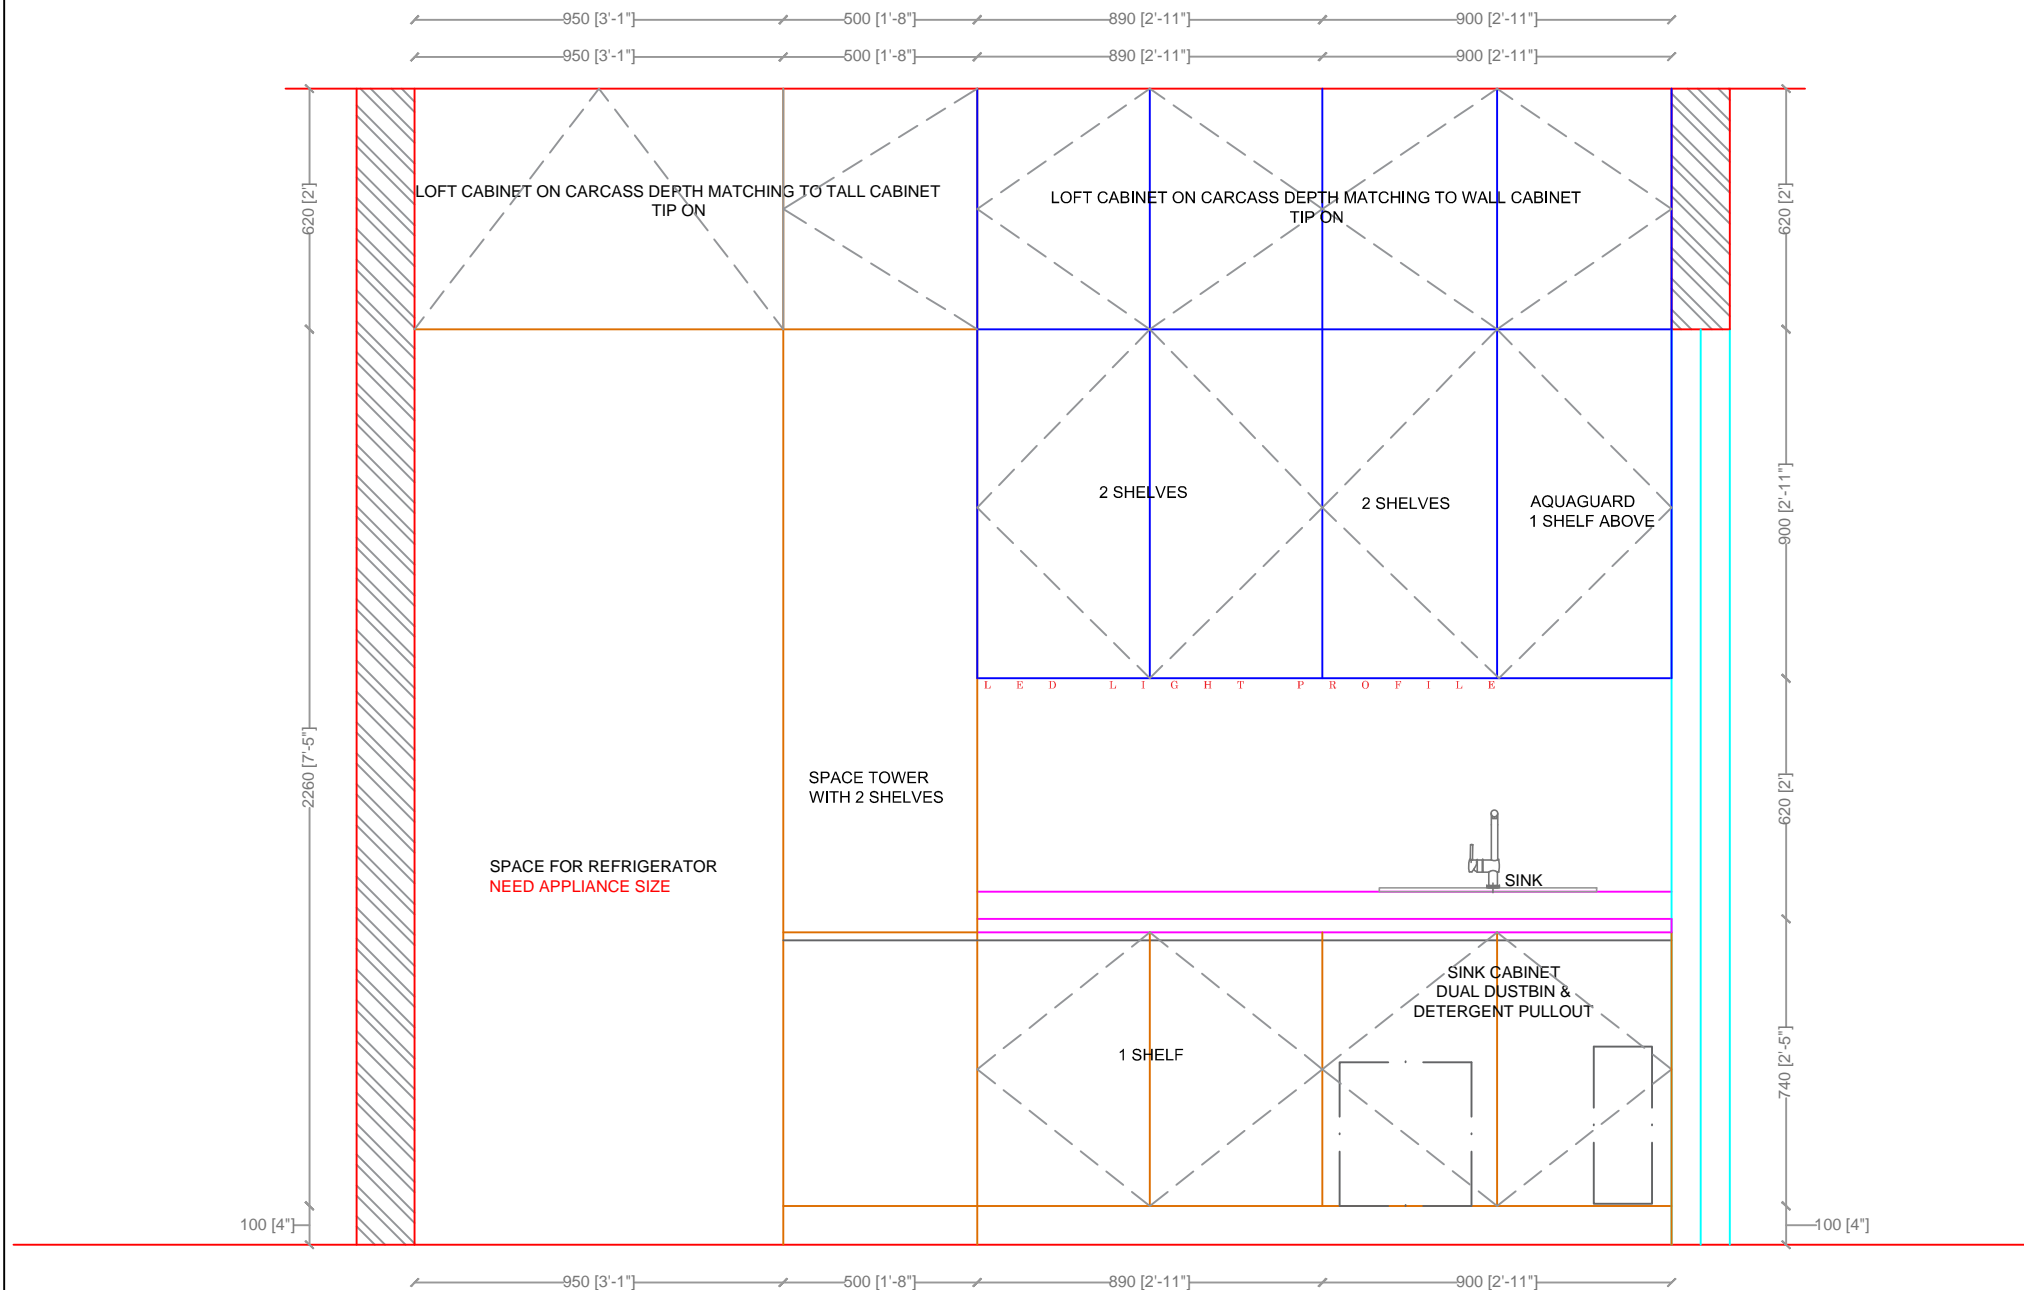 950 [3'-1"] 500 [1'-8"] 890 [2'-11"] 900 [2'-11"]
950 [3'-1"] 500 [1'-8"] 890 [2'-11"] 900 [2'-11"]
LOFT CABINET ON CARCASS DEPTH MATCHING TO TALL CABINET
TIP ON
LOFT CABINET ON CARCASS DEPTH MATCHING TO WALL CABINET
TIP ON
620 [2']
620 [2']
2 SHELVES
2 SHELVES
AQUAGUARD
1 SHELF ABOVE
900 [2'-11"]
LED LIGHT PROFILE
2260 [7'-5"]
SPACE TOWER
WITH 2 SHELVES
620 [2']
SPACE FOR REFRIGERATOR
NEED APPLIANCE SIZE
SINK
SINK CABINET
DUAL DUSTBIN &
DETERGENT PULLOUT
1 SHELF
740 [2'-5"]
100 [4"]
100 [4"]
950 [3'-1"] 500 [1'-8"] 890 [2'-11"] 900 [2'-11"]